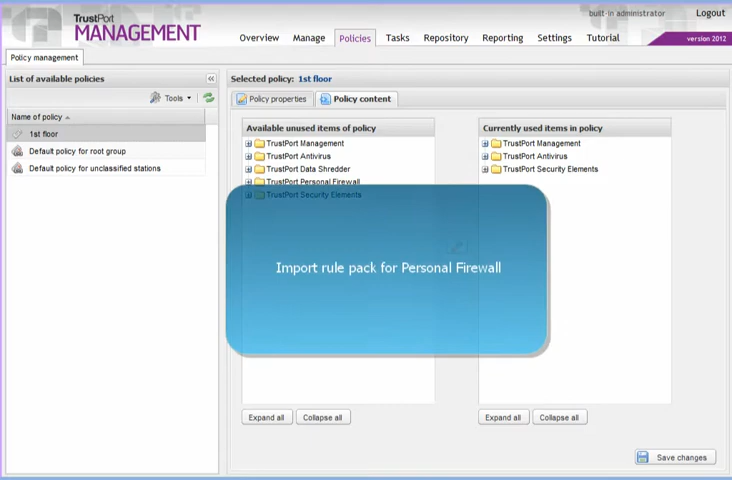 TrustPort
MANAGEMENT
built-in administrator Logout
Overview Manage Policies Tasks Repository Reporting Settings Tutorial
version 2012
Policy management
List of available policies
Tools
Name of policy
1st floor
Default policy for root group
Default policy for unclassified stations
Selected policy: 1st floor
Policy properties Policy content
Available unused items of policy
TrustPort Management
TrustPort Antivirus
TrustPort Data Shredder
TrustPort Personal Firewall
TrustPort Security Elements
Currently used items in policy
TrustPort Management
TrustPort Antivirus
TrustPort Security Elements
Import rule pack for Personal Firewall
Expand all Collapse all
Expand all Collapse all
Save changes